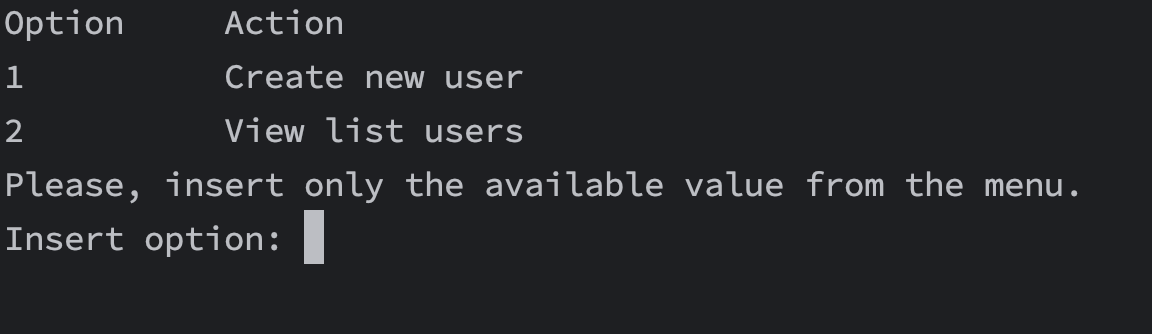 Option Action
1 Create new user
2 View list users
Please, insert only the available value from the menu.
Insert option: